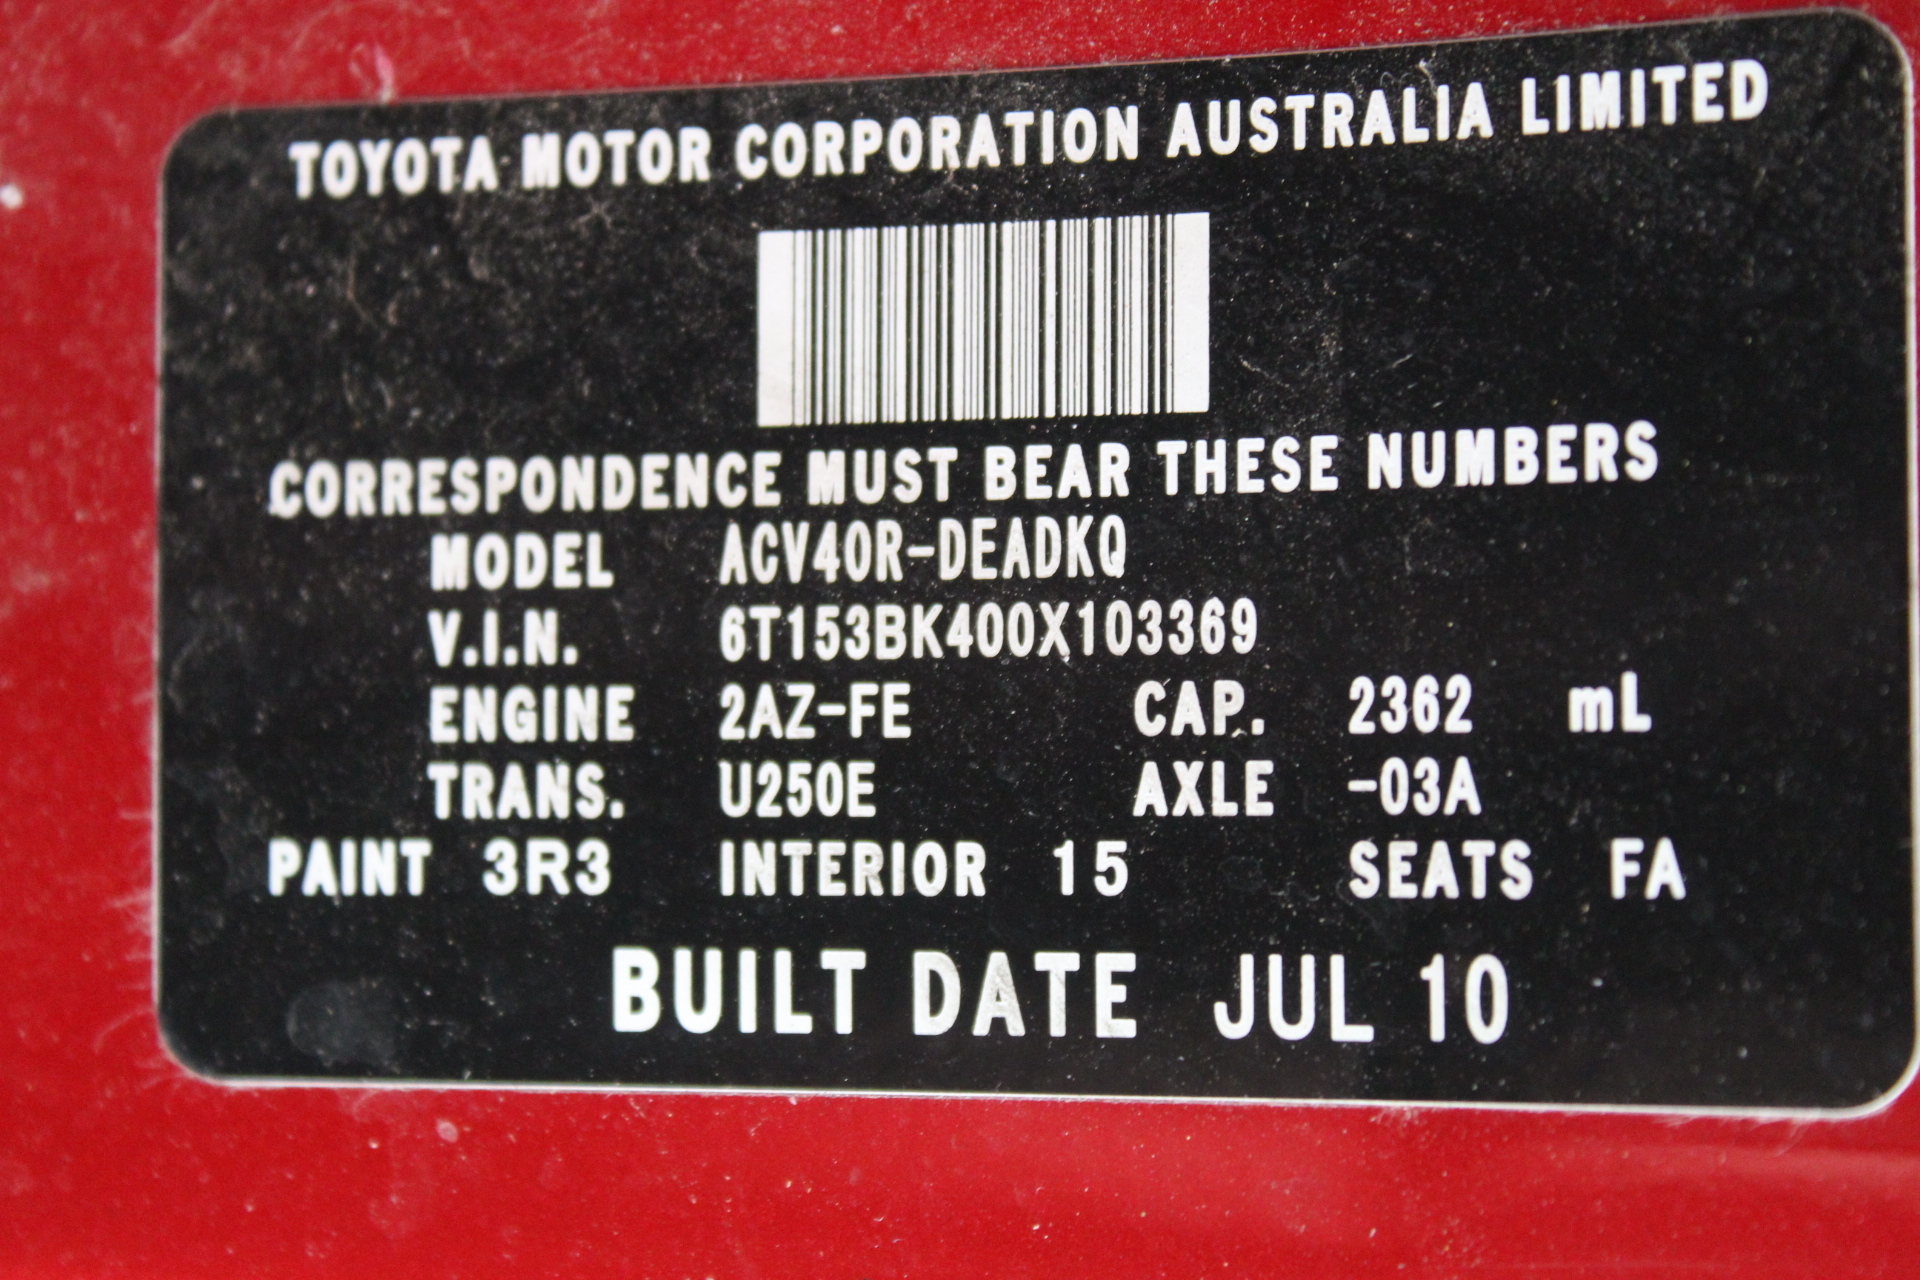 TOYOTA MOTOR CORPORATION AUSTRALIA LIMITED
CORRESPONDENCE MUST BEAR THESE NUMBERS
MODEL ACV40R-DEADKQ
V.I.N. 6T153BK400X103369
ENGINE 2AZ-FE CAP. 2362 mL
TRANS. U250E AXLE -03A
PAINT 3R3 INTERIOR 15 SEATS FA
BUILT DATE JUL 10